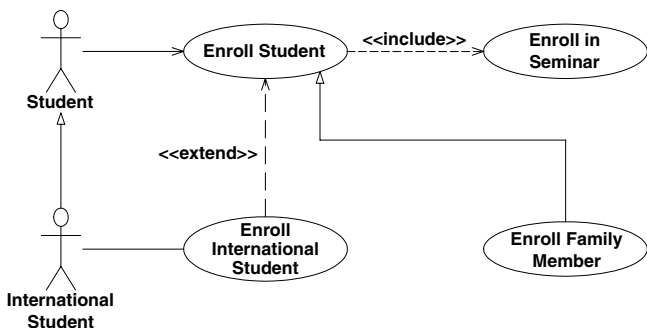 Enroll Student
<<include>>
Enroll in
Seminar
Student
<<extend>>
Enroll
International
Student
Enroll Family
Member
International
Student